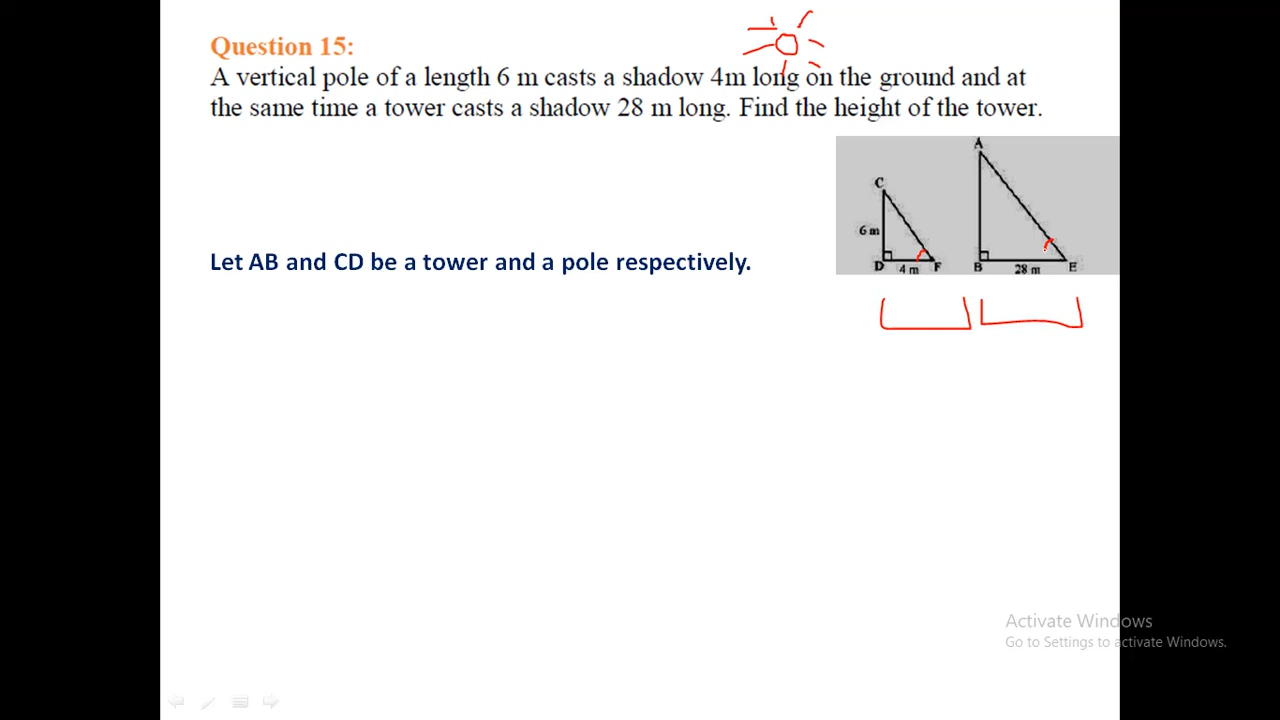 Question 15:
A vertical pole of a length 6 m casts a shadow 4m long on the ground and at
the same time a tower casts a shadow 28 m long. Find the height of the tower.
A
C
6 m
D 4 m F B 28 m E
Let AB and CD be a tower and a pole respectively.
Activate Windows
Go to Settings to activate Windows.